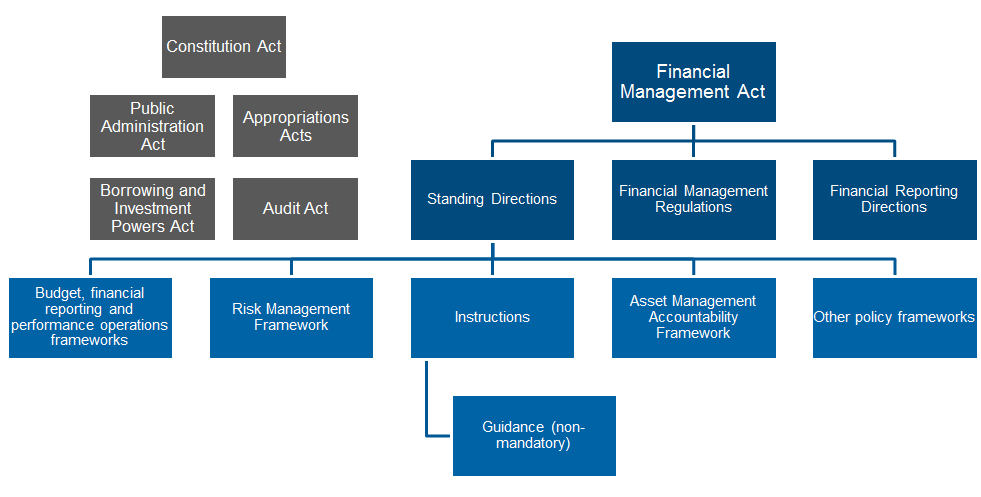 Constitution Act
Public
Administration
Act
Appropriations
Acts
Borrowing and
Investment
Powers Act
Audit Act
Financial
Management Act
Standing Directions
Financial Management
Regulations
Financial Reporting
Directions
Budget, financial
reporting and
performance operations
frameworks
Risk Management
Framework
Instructions
Asset Management
Accountability
Framework
Other policy frameworks
Guidance (non-
mandatory)